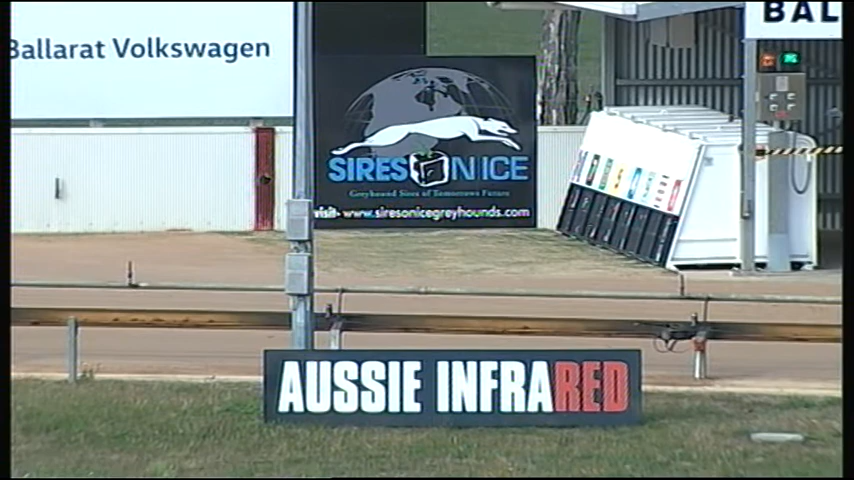 Ballarat Volkswagen
BAL
SIRES ON ICE
Greyhound Sires of Tomorrows Future
visit- www.siresonicegreyhounds.com
AUSSIE INFRARED